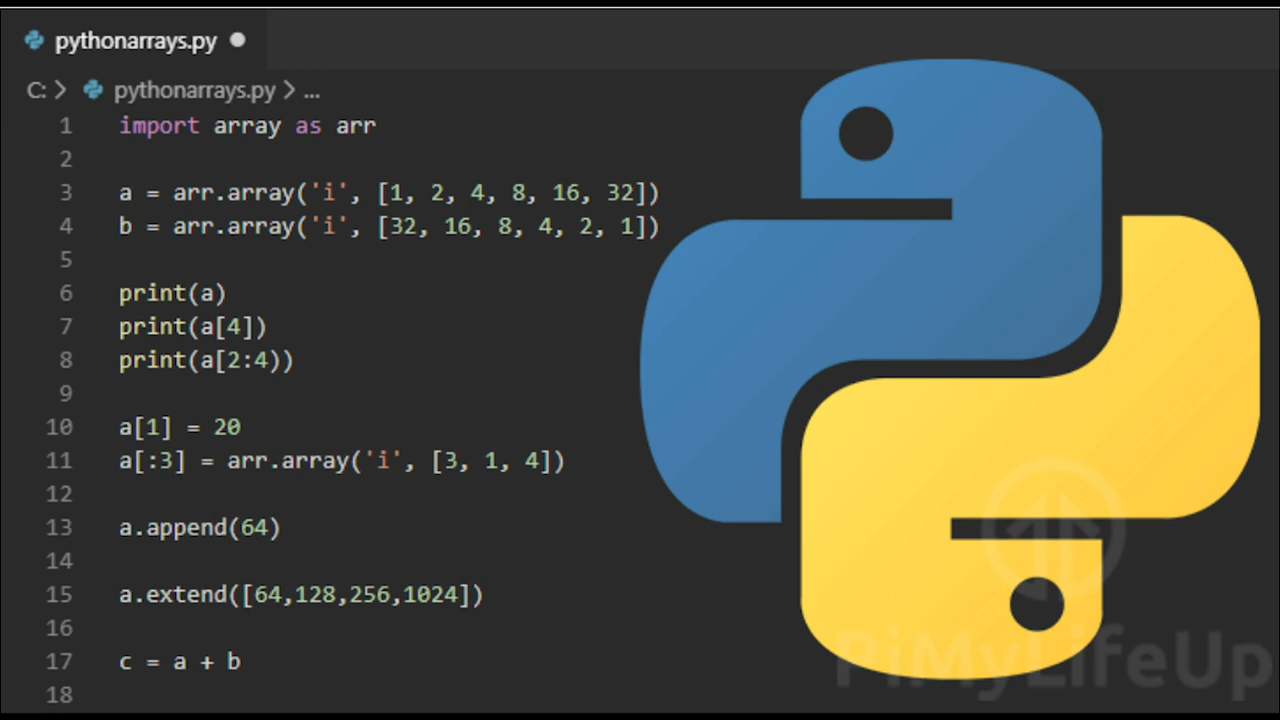 pythonarrays.py
C: > pythonarrays.py > ...
1 import array as arr
2
3 a = arr.array('i', [1, 2, 4, 8, 16, 32])
4 b = arr.array('i', [32, 16, 8, 4, 2, 1])
5
6 print(a)
7 print(a[4])
8 print(a[2:4))
9
10 a[1] = 20
11 a[:3] = arr.array('i', [3, 1, 4])
12
13 a.append(64)
14
15 a.extend([64,128,256,1024])
16
17 c = a + b
18
PiMyLifeUp